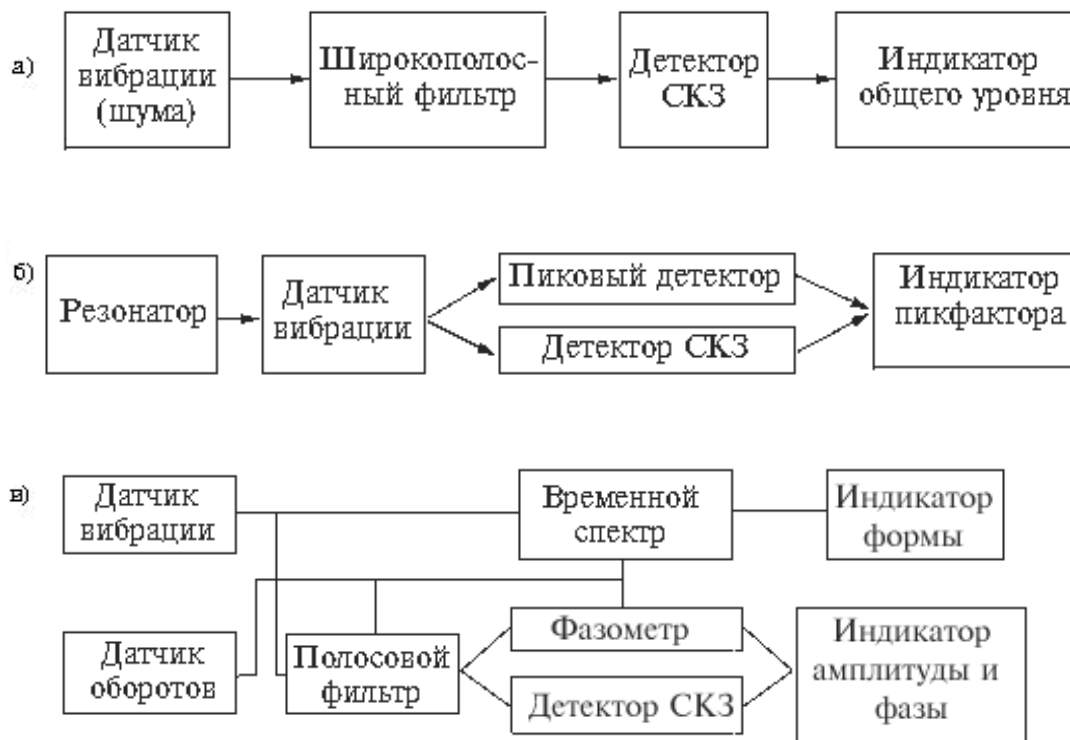 а)
Датчик
вибрации
(шума)
Широкополос-
ный фильтр
Детектор
СКЗ
Индикатор
общего уровня
б)
Резонатор
Датчик
вибрации
Пиковый детектор
Детектор СКЗ
Индикатор
пикфактора
в)
Датчик
вибрации
Временной
спектр
Индикатор
формы
Датчик
оборотов
Полосовой
фильтр
Фазометр
Детектор СКЗ
Индикатор
амплитуды и
фазы